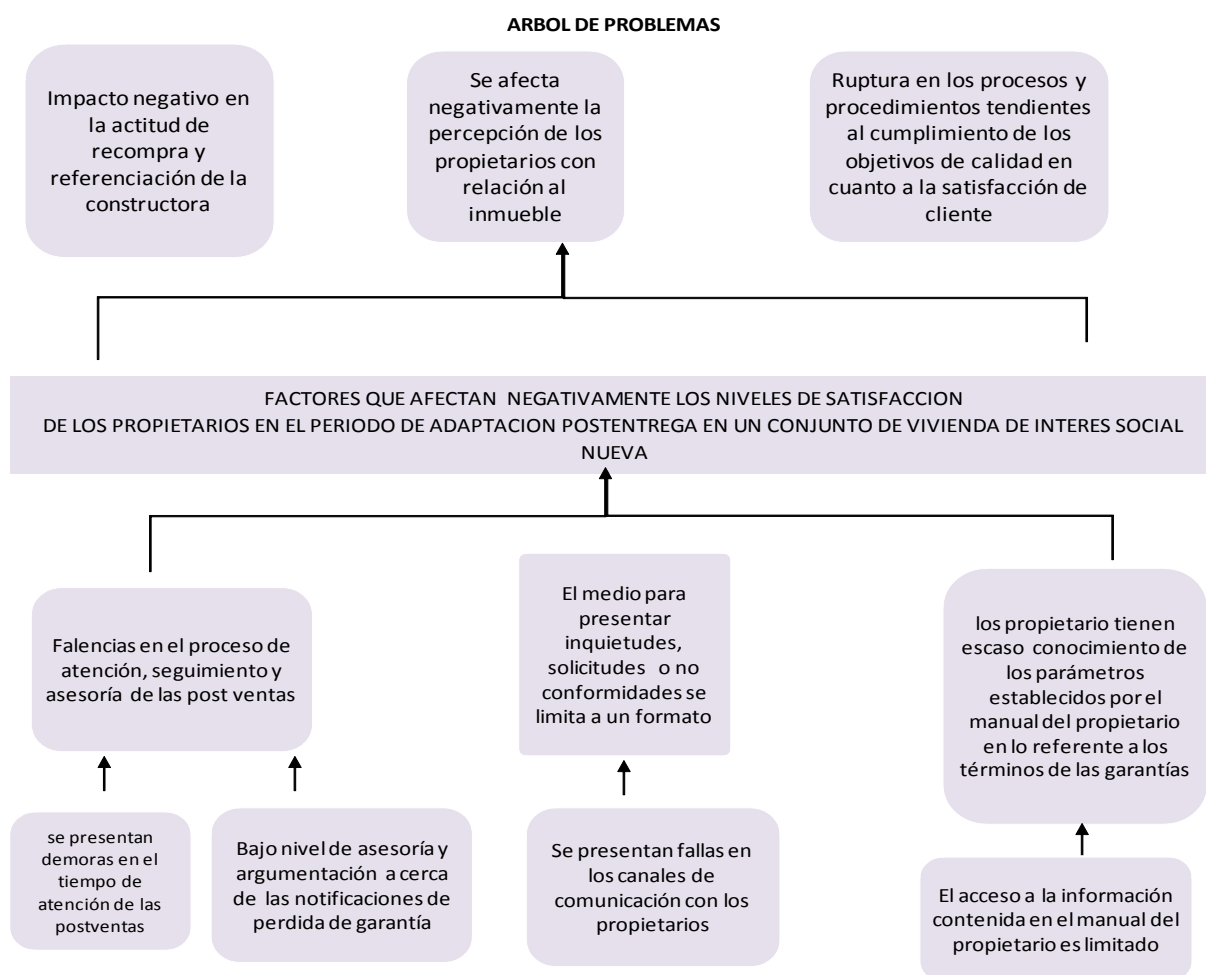 ARBOL DE PROBLEMAS
Impacto negativo en
la actitud de
recompra y
referenciación de la
constructora
Se afecta
negativamente la
percepción de los
propietarios con
relación al
inmueble
Ruptura en los procesos y
procedimientos tendientes
al cumplimiento de los
objetivos de calidad en
cuanto a la satisfacción de
cliente
FACTORES QUE AFECTAN NEGATIVAMENTE LOS NIVELES DE SATISFACCION
DE LOS PROPIETARIOS EN EL PERIODO DE ADAPTACION POSTENTREGA EN UN CONJUNTO DE VIVIENDA DE INTERES SOCIAL
NUEVA
Falencias en el proceso de
atención, seguimiento y
asesoría de las post ventas
El medio para
presentar
inquietudes,
solicitudes o no
conformidades se
limita a un formato
los propietario tienen
escaso conocimiento de
los parámetros
establecidos por el
manual del propietario
en lo referente a los
términos de las garantías
se presentan
demoras en el
tiempo de
atención de las
postventas
Bajo nivel de asesoría y
argumentación a cerca
de las notificaciones de
perdida de garantía
Se presentan fallas en
los canales de
comunicación con los
propietarios
El acceso a la información
contenida en el manual del
propietario es limitado